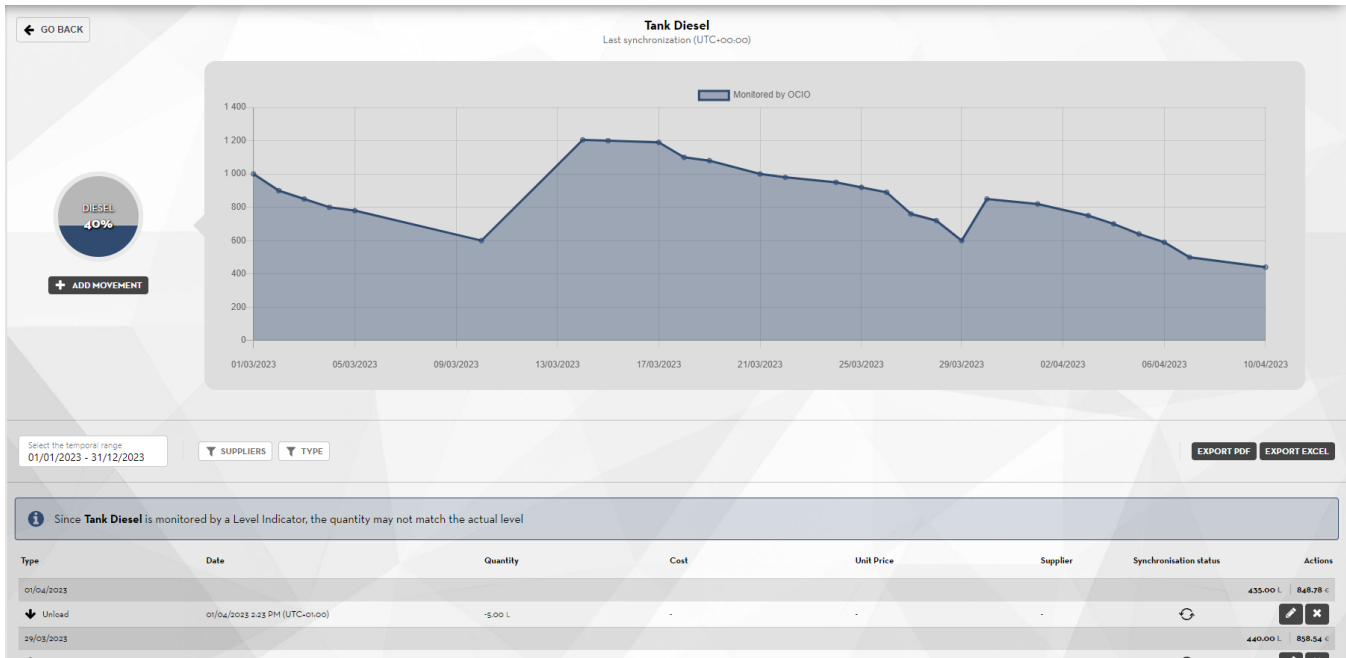 GO BACK
Tank Diesel
Last synchronization (UTC+00:00)
Monitored by OCIO
1 400
1 200
1 000
800
600
400
200
0
01/03/2023 05/03/2023 09/03/2023 13/03/2023 17/03/2023 21/03/2023 25/03/2023 29/03/2023 02/04/2023 06/04/2023 10/04/2023
DIESEL
40%
ADD MOVEMENT
Select the temporal range
01/01/2023 - 31/12/2023
SUPPLIERS TYPE
EXPORT PDF EXPORT EXCEL
Since Tank Diesel is monitored by a Level Indicator, the quantity may not match the actual level
Type Date Quantity Cost Unit Price Supplier Synchronisation status Actions
01/04/2023 435.00 L 848.78 €
Unload 01/04/2023 2:23 PM (UTC+01:00) -5.00 L - - -
29/03/2023 440.00 L 858.54 €